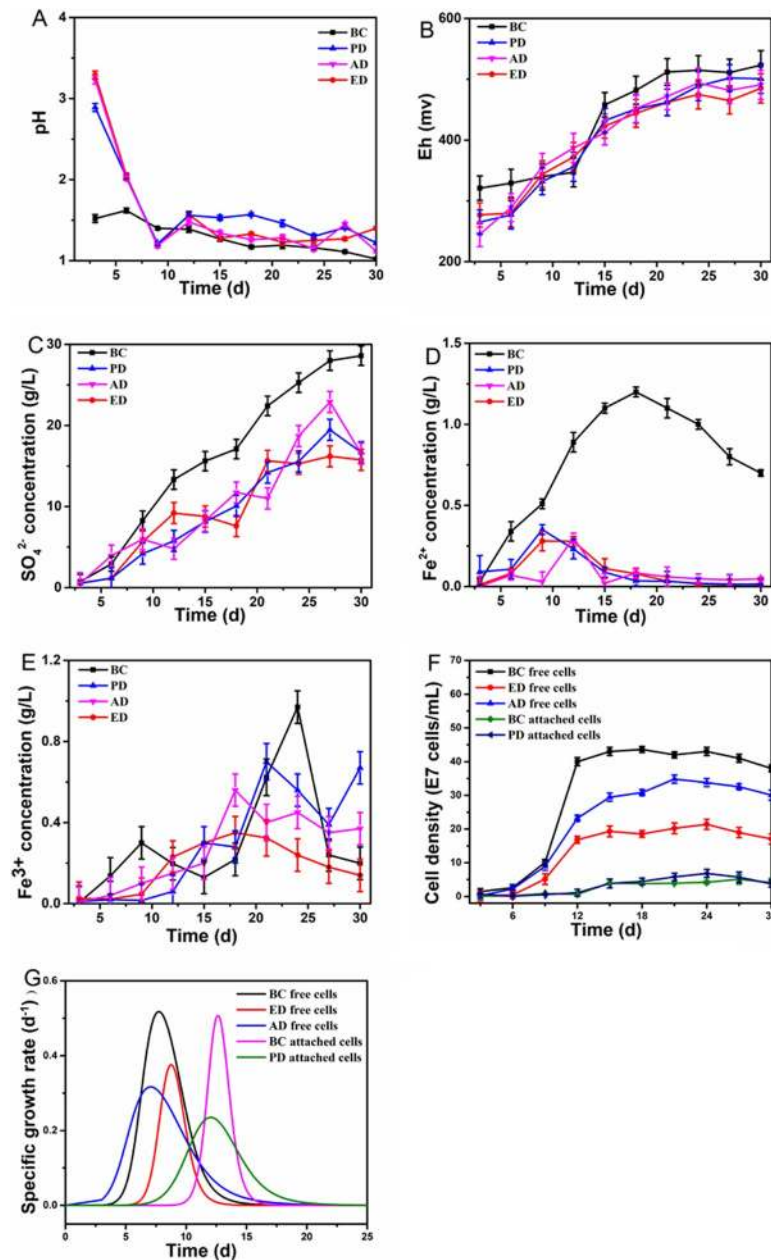 A
BC
PD
AD
ED
pH
4
3
2
1
5 10 15 20 25 30
Time (d)
B
BC
PD
AD
ED
Eh (mv)
600
400
200
5 10 15 20 25 30
Time (d)
C
BC
PD
AD
ED
SO₄²⁻ concentration (g/L)
30
20
10
0
5 10 15 20 25 30
Time (d)
D
BC
PD
AD
ED
Fe²⁺ concentration (g/L)
1.5
1.0
0.5
0.0
5 10 15 20 25 30
Time (d)
E
BC
PD
AD
ED
Fe3+ concentration (g/L)
1.2
0.8
0.4
0.0
5 10 15 20 25 30
Time (d)
F
BC free cells
ED free cells
AD free cells
BC attached cells
PD attached cells
Cell density (E7 cells/mL)
70
60
50
40
30
20
10
0
6 12 18 24 3
Time (d)
G
BC free cells
ED free cells
AD free cells
BC attached cells
PD attached cells
Specific growth rate (d⁻¹)）
0.6
0.4
0.2
0.0
0 5 10 15 20 25
Time (d)